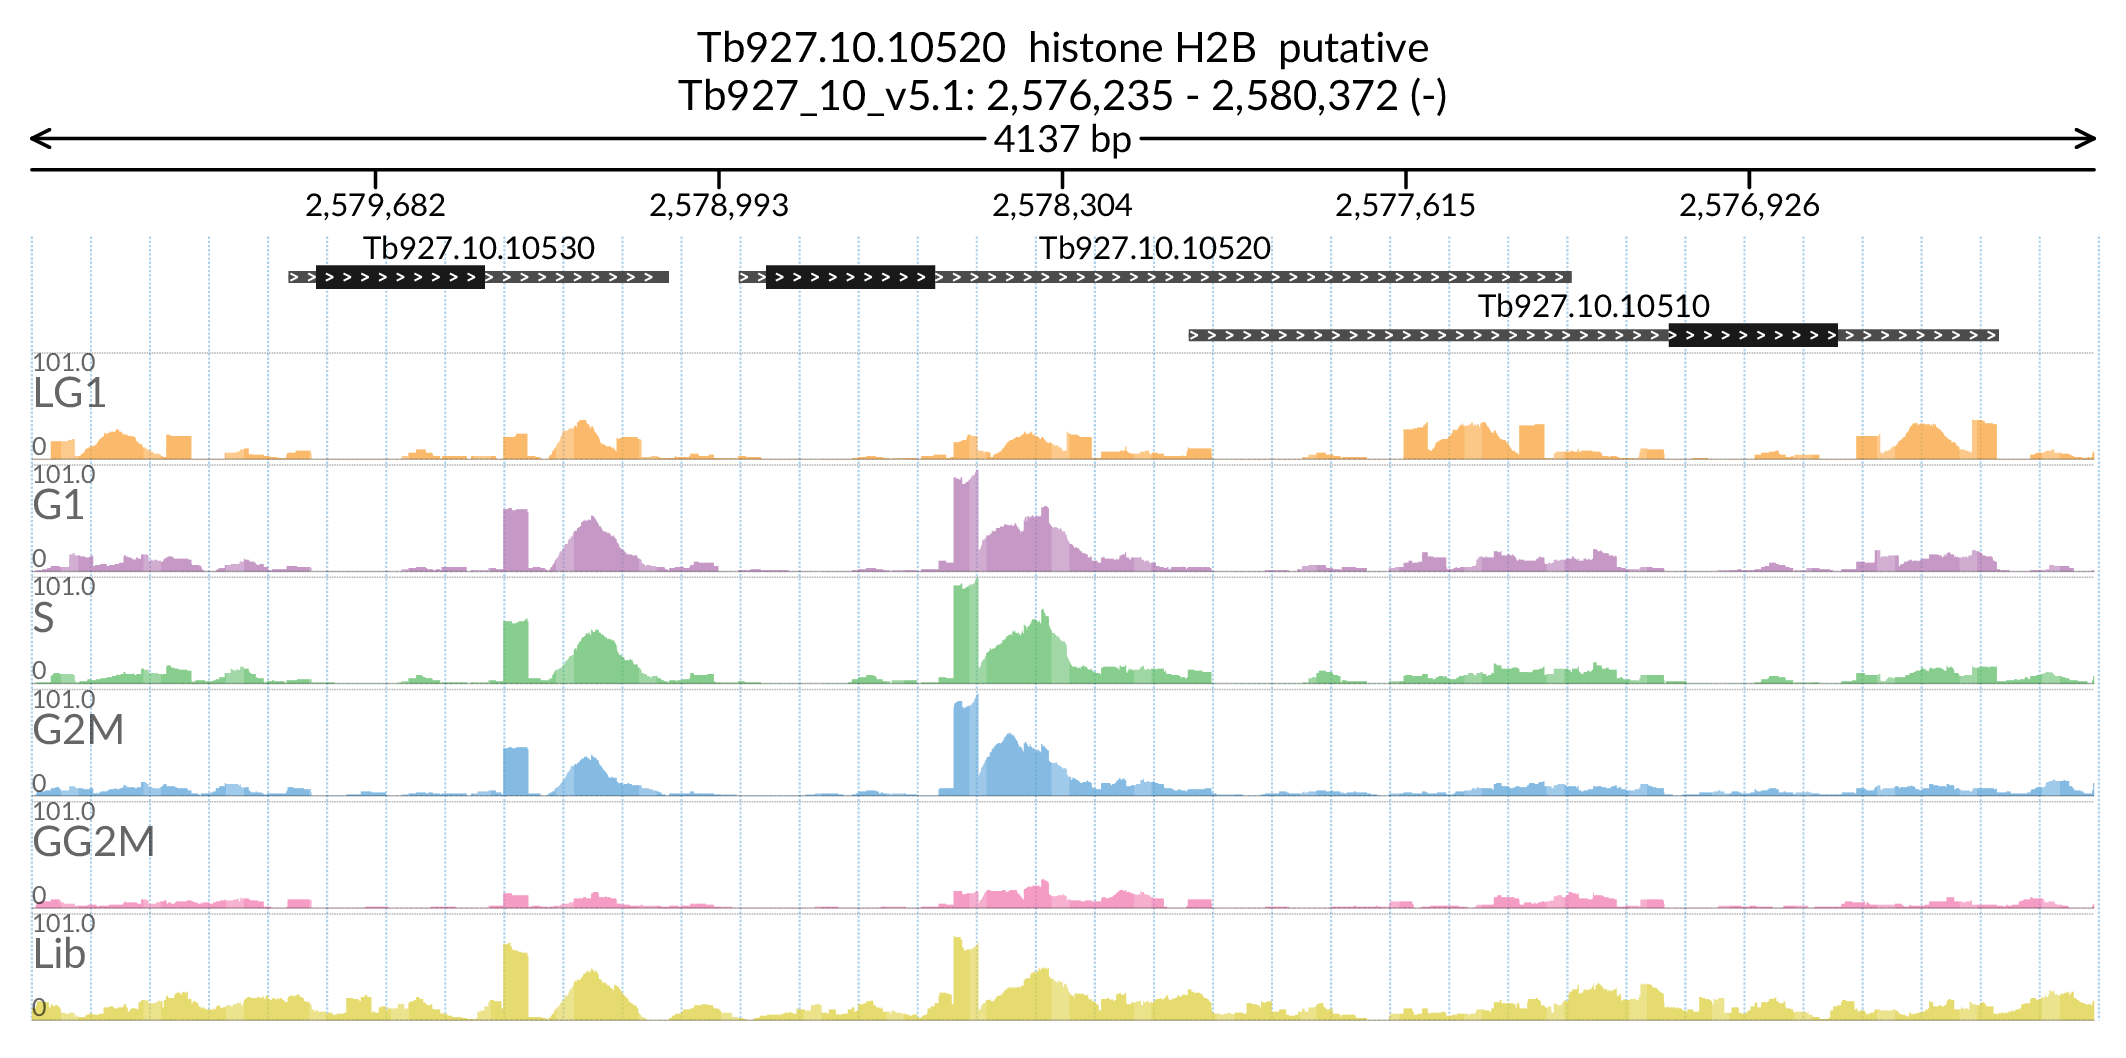 Tb927.10.10520  histone H2B  putative
Tb927_10_v5.1: 2,576,235 - 2,580,372 (-)
4137 bp
2,579,682 2,578,993 2,578,304 2,577,615 2,576,926
Tb927.10.10530 Tb927.10.10520
Tb927.10.10510
101.0
LG1
0
101.0
G1
0
101.0
S
0
101.0
G2M
0
101.0
GG2M
0
101.0
Lib
0